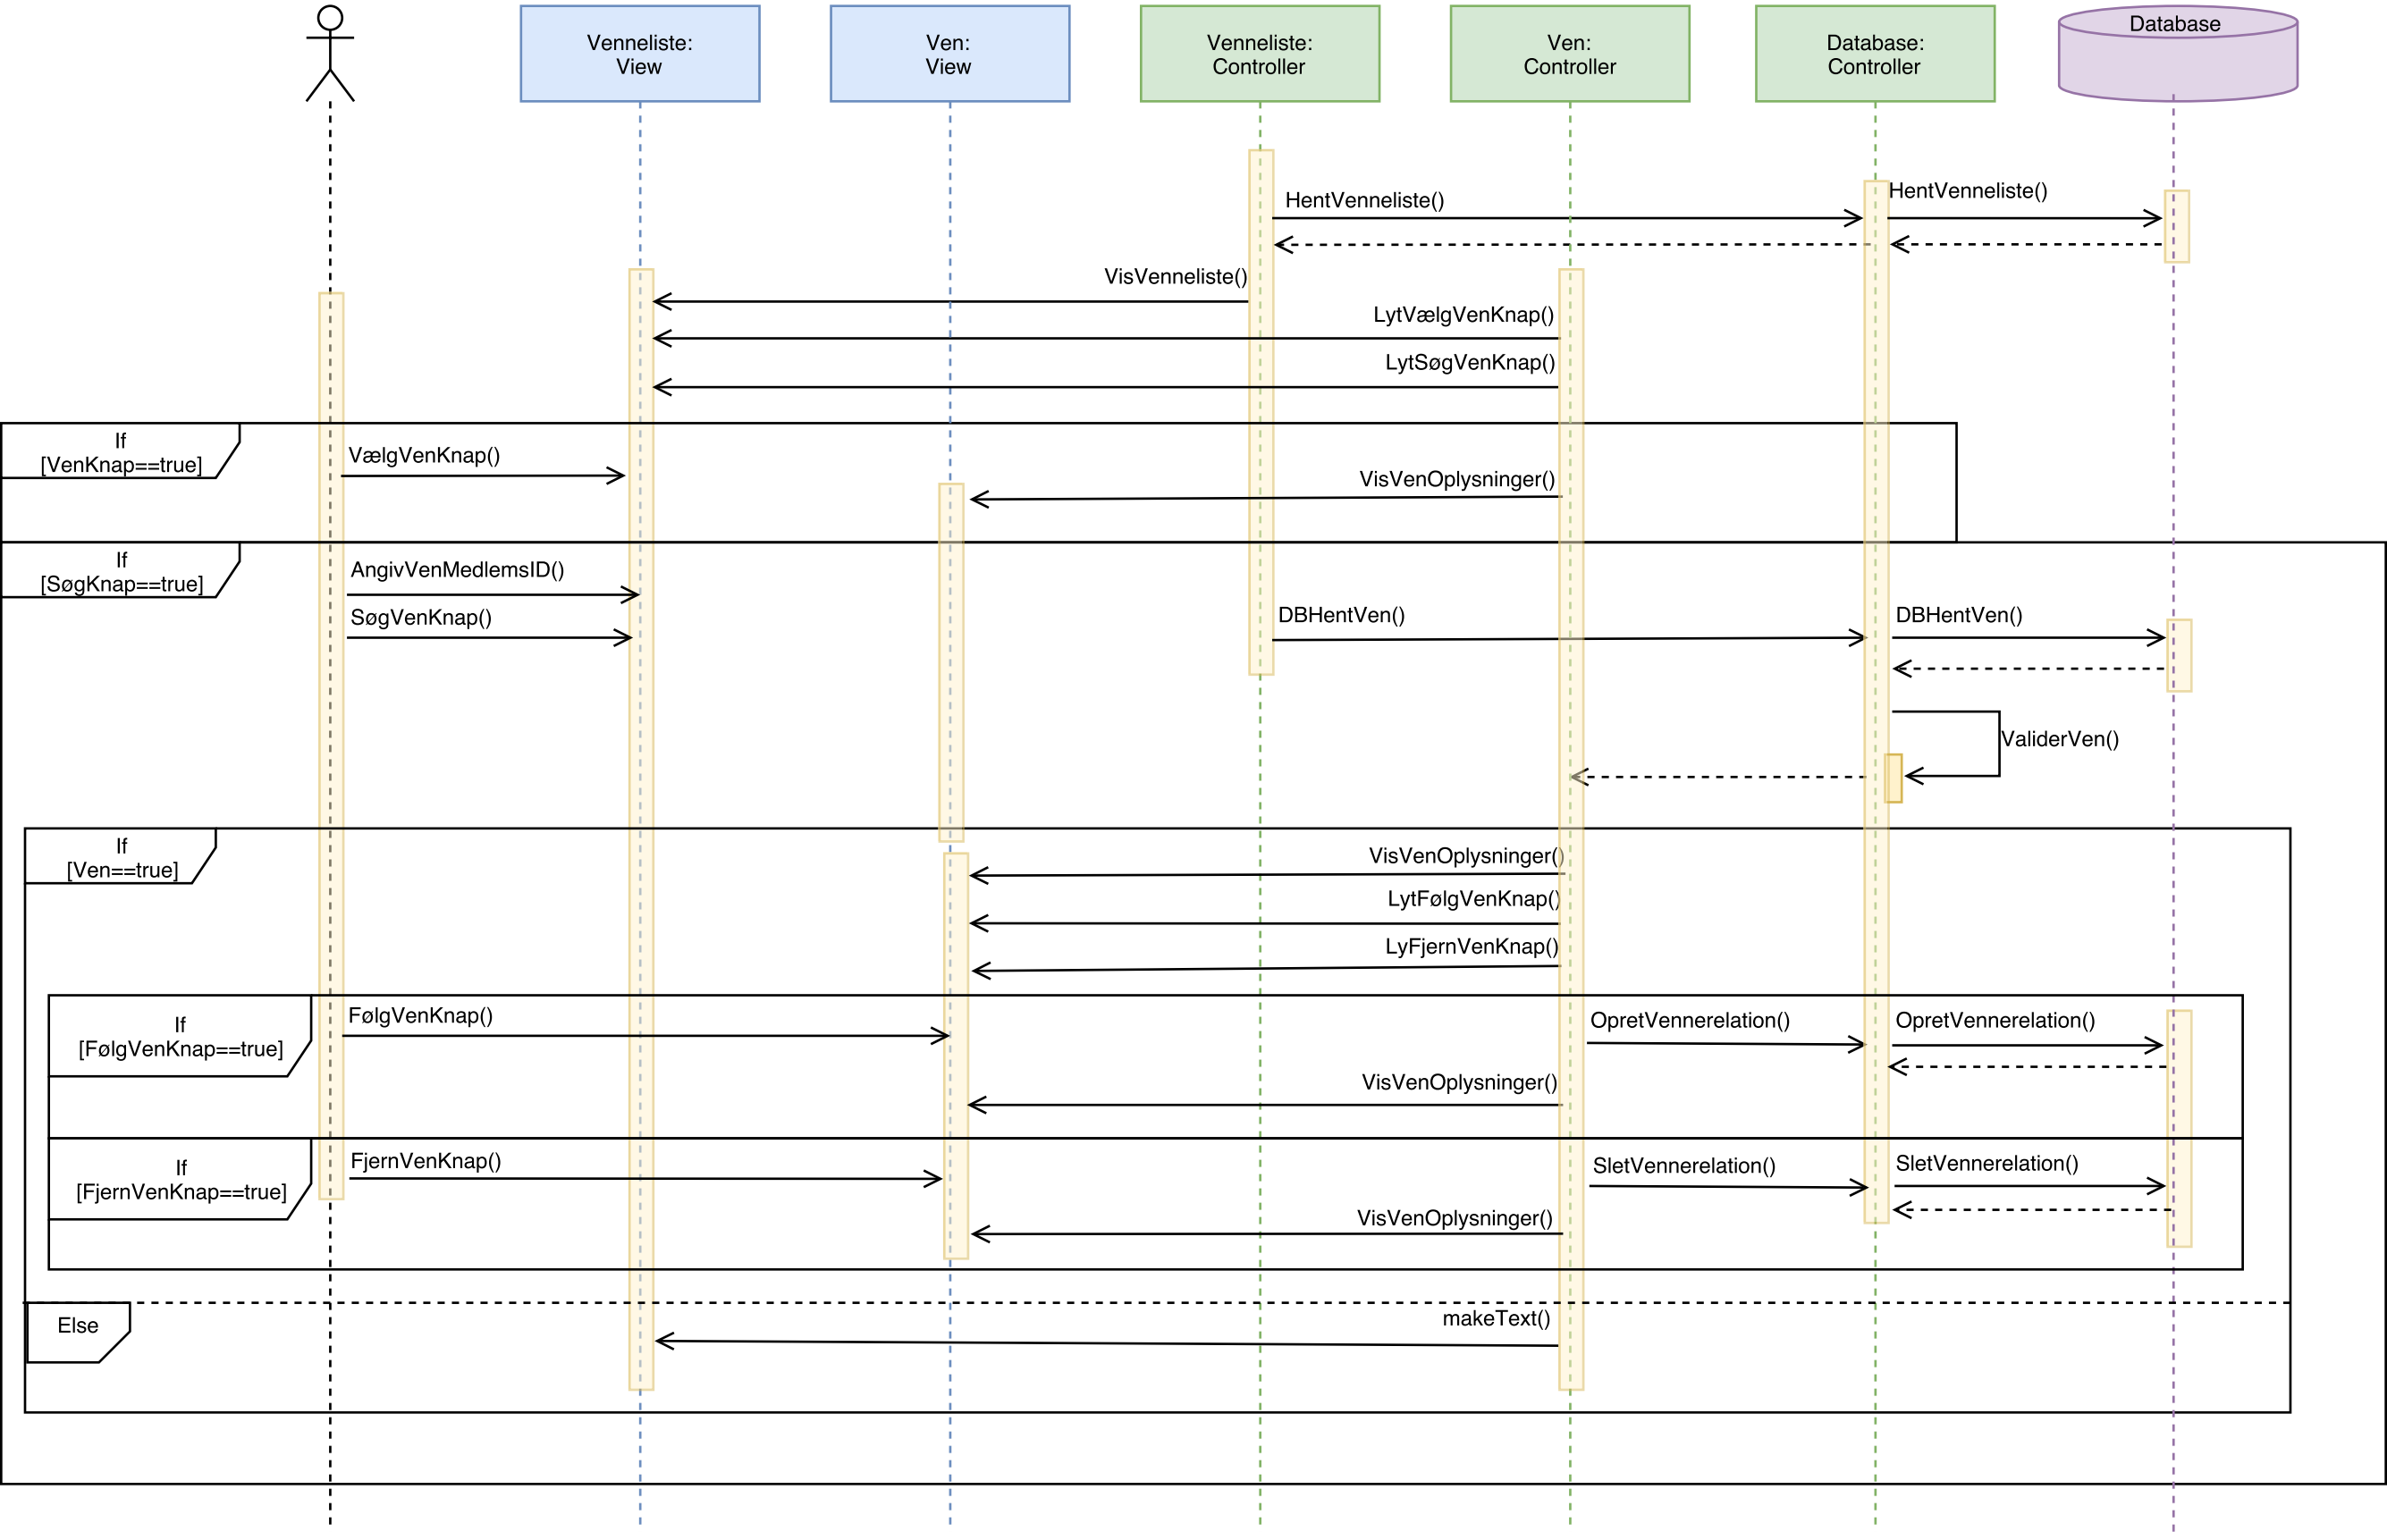 Venneliste:
View
Ven:
View
Venneliste:
Controller
Ven:
Controller
Database:
Controller
Database
HentVenneliste()
HentVenneliste()
VisVenneliste()
LytVælgVenKnap()
LytSøgVenKnap()
If
[VenKnap==true]
VælgVenKnap()
VisVenOplysninger()
If
[SøgKnap==true]
AngivVenMedlemsID()
SøgVenKnap()
DBHentVen()
DBHentVen()
ValiderVen()
If
[Ven==true]
VisVenOplysninger()
LytFølgVenKnap()
LyFjernVenKnap()
If
[FølgVenKnap==true]
FølgVenKnap()
OpretVennerelation()
OpretVennerelation()
VisVenOplysninger()
If
[FjernVenKnap==true]
FjernVenKnap()
SletVennerelation()
SletVennerelation()
VisVenOplysninger()
Else
makeText()